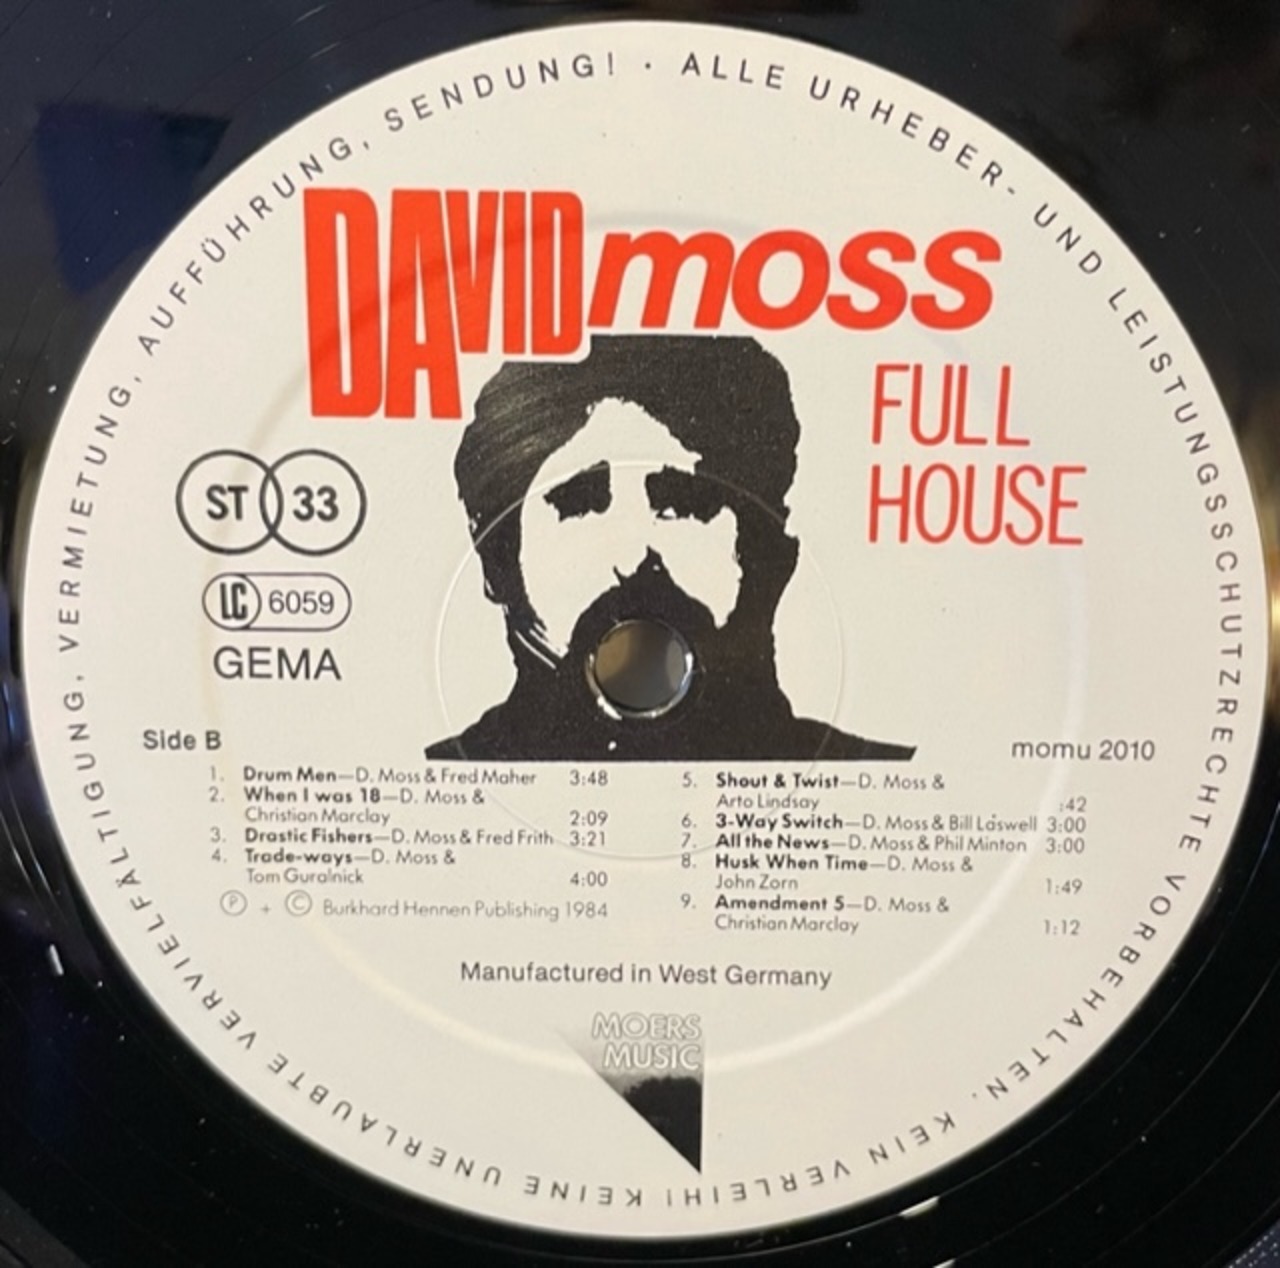 ALLE URHEBER- UND LEISTUNGSSCHUTZRECHTE VORBEHALTEN. KEIN VERLEIH! KEINE UNERLAUBTE VERVIELFÄLTIGUNG, VERMIETUNG, AUFFÜHRUNG, SENDUNG! ·
DAVID moss
FULL
HOUSE
ST 33
LC 6059
GEMA
Side B
momu 2010
1. Drum Men—D. Moss & Fred Maher 3:48
2. When I was 18—D. Moss &
Christian Marclay 2:09
3. Drastic Fishers—D. Moss & Fred Frith 3:21
4. Trade-ways—D. Moss &
Tom Guralnick 4:00
5. Shout & Twist—D. Moss &
Arto Lindsay :42
6. 3-Way Switch—D. Moss & Bill Laswell 3:00
7. All the News—D. Moss & Phil Minton 3:00
8. Husk When Time—D. Moss &
John Zorn 1:49
9. Amendment 5—D. Moss &
Christian Marclay 1:12
Ⓟ + © Burkhard Hennen Publishing 1984
Manufactured in West Germany
MOERS
MUSIC